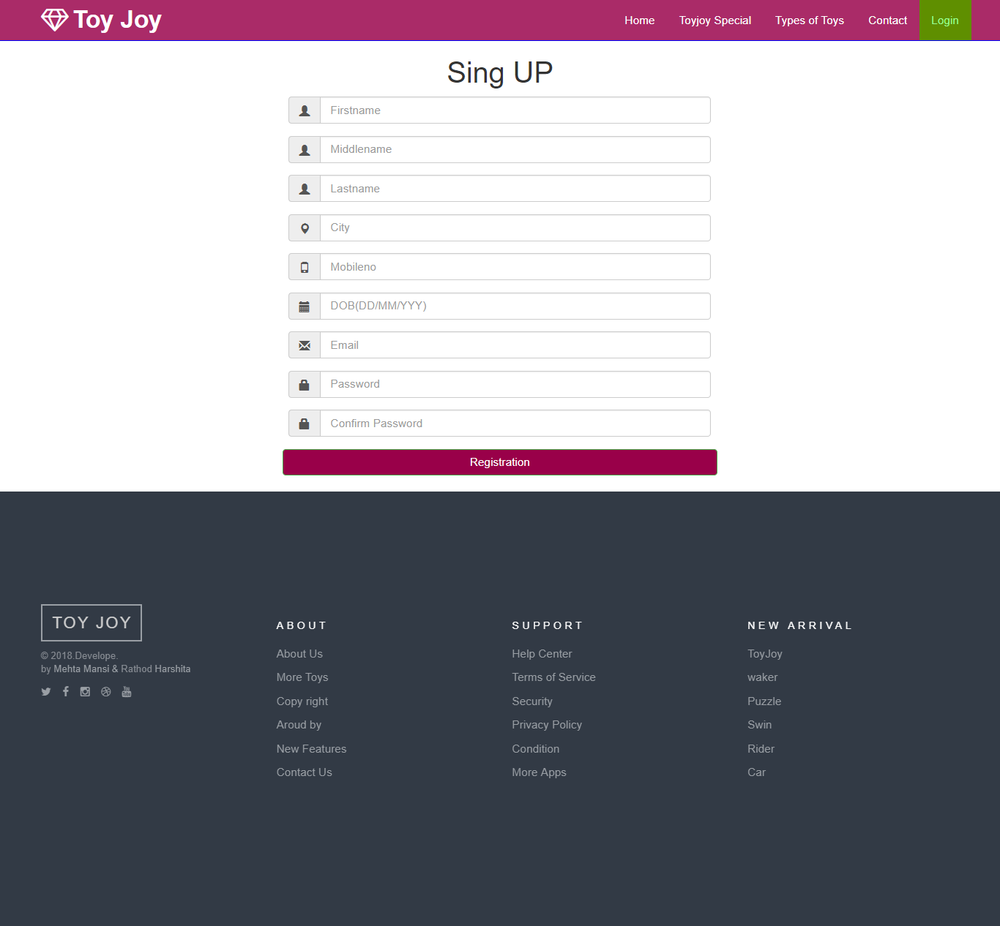 Toy Joy
Home Toyjoy Special Types of Toys Contact Login
Sing UP
Firstname
Middlename
Lastname
City
Mobileno
DOB(DD/MM/YYY)
Email
Password
Confirm Password
Registration
TOY JOY
© 2018.Develope.
by Mehta Mansi & Rathod Harshita
ABOUT
About Us
More Toys
Copy right
Aroud by
New Features
Contact Us
SUPPORT
Help Center
Terms of Service
Security
Privacy Policy
Condition
More Apps
NEW ARRIVAL
ToyJoy
waker
Puzzle
Swin
Rider
Car